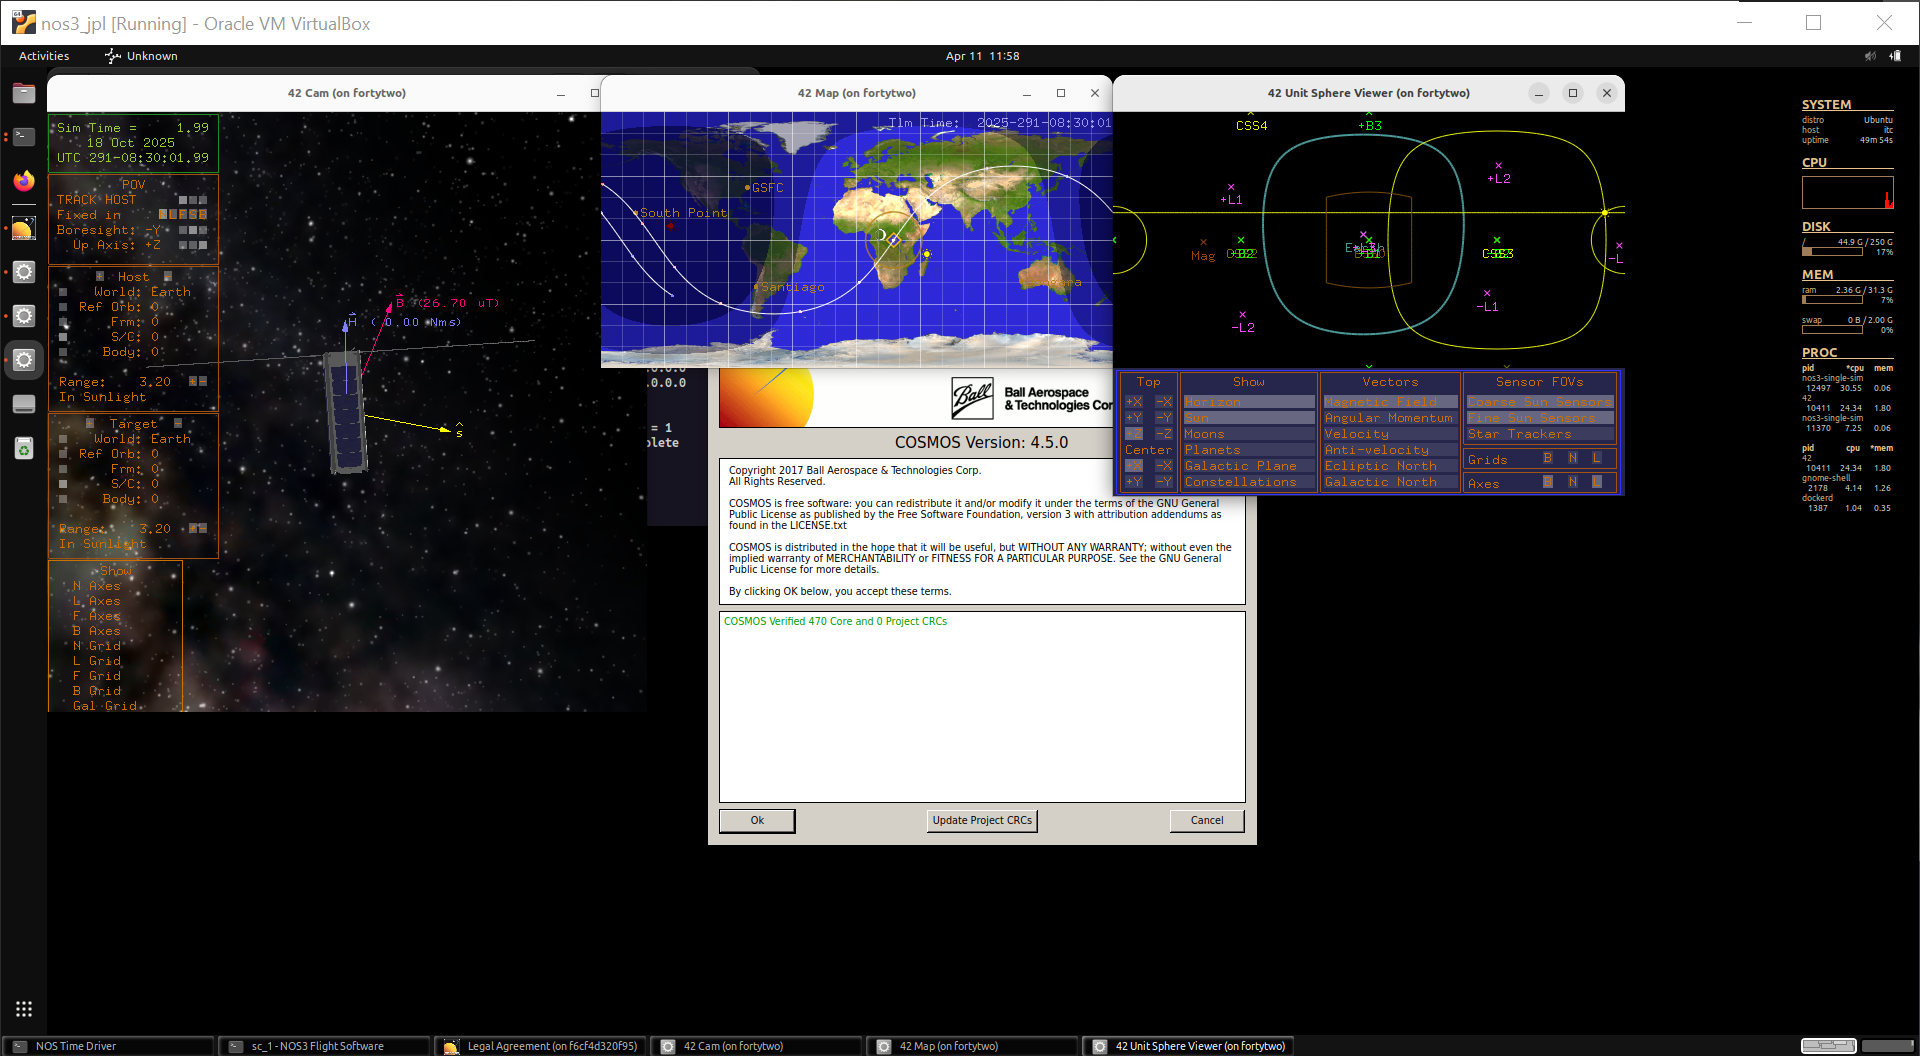 nos3_jpl [Running] - Oracle VM VirtualBox
Activities
Unknown
Apr 11 11:58
42 Cam (on fortytwo)
Sim Time = 1.99
18 Oct 2025
UTC 291-08:30:01.99
POV
TRACK HOST
Fixed in
Boresight: -Y
Up Axis: +Z
Host
World: Earth
Ref Orb: 0
Frm: 0
S/C: 0
Body: 0
Range: 3.20
In Sunlight
Target
World: Earth
Ref Orb: 0
Frm: 0
S/C: 0
Body: 0
Range: 3.20
In Sunlight
Show
N Axes
L Axes
F Axes
B Axes
N Grid
L Grid
F Grid
B Grid
Gal Grid
B (26.70 uT)
H ( 0.00 Nms)
s
42 Map (on fortytwo)
Tlm Time: 2025-291-08:30:01
GSFC
South Point
Santiago
42 Unit Sphere Viewer (on fortytwo)
CSS4
+B3
+L2
+L1
Mag
CSS3
-L
-L1
-L2
Top
+X -X
+Y -Y
+Z -Z
Center
+X -X
+Y -Y
Show
Horizon
Sun
Moons
Planets
Galactic Plane
Constellations
Vectors
Magnetic Field
Angular Momentum
Velocity
Anti-velocity
Ecliptic North
Galactic North
Sensor FOVs
Coarse Sun Sensors
Fine Sun Sensors
Star Trackers
Grids B N L
Axes B N L
.0.0.0
.0.0.0
= 1
plete
Ball
Ball Aerospace
& Technologies Cor
COSMOS Version: 4.5.0
Copyright 2017 Ball Aerospace & Technologies Corp.
All Rights Reserved.
COSMOS is free software: you can redistribute it and/or modify it under the terms of the GNU General
Public License as published by the Free Software Foundation, version 3 with attribution addendums as
found in the LICENSE.txt
COSMOS is distributed in the hope that it will be useful, but WITHOUT ANY WARRANTY; without even the
implied warranty of MERCHANTABILITY or FITNESS FOR A PARTICULAR PURPOSE. See the GNU General
Public License for more details.
By clicking OK below, you accept these terms.
COSMOS Verified 470 Core and 0 Project CRCs
Ok
Update Project CRCs
Cancel
SYSTEM
distro Ubuntu
host itc
uptime 49m 54s
CPU
DISK
/ 44.9 G / 250 G
17%
MEM
ram 2.36 G / 31.3 G
7%
swap 0 B / 2.00 G
0%
PROC
pid *cpu mem
nos3-single-sim
12497 30.55 0.06
42
10411 24.34 1.80
nos3-single-sim
11370 7.25 0.06
pid cpu *mem
42
10411 24.34 1.80
gnome-shell
2178 4.14 1.26
dockerd
1387 1.04 0.35
NOS Time Driver
sc_1 - NOS3 Flight Software
Legal Agreement (on f6cf4d320f95)
42 Cam (on fortytwo)
42 Map (on fortytwo)
42 Unit Sphere Viewer (on fortytwo)